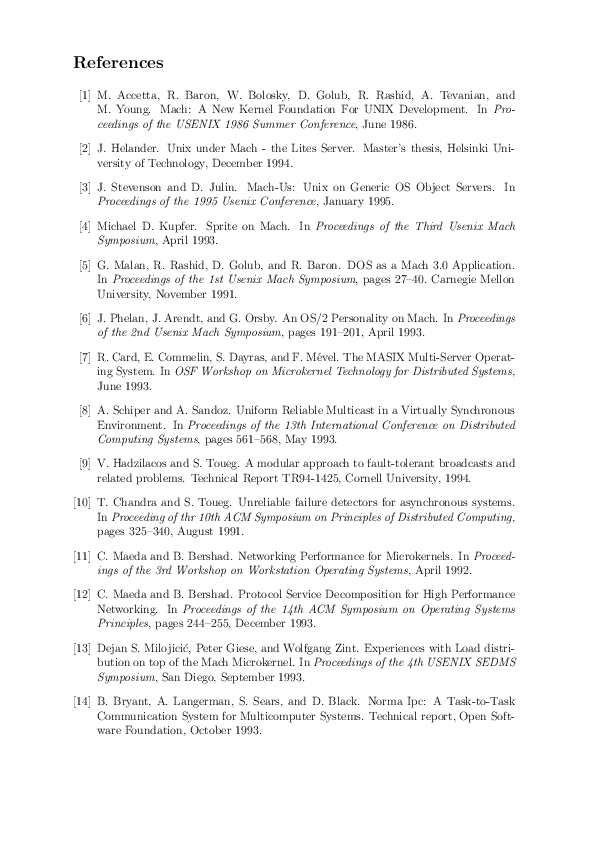 References
[1] M. Accetta, R. Baron, W. Bolosky, D. Golub, R. Rashid, A. Tevanian, and
M. Young. Mach: A New Kernel Foundation For UNIX Development. In Pro-
ceedings of the USENIX 1986 Summer Conference, June 1986.
[2] J. Helander. Unix under Mach - the Lites Server. Master's thesis, Helsinki Uni-
versity of Technology, December 1994.
[3] J. Stevenson and D. Julin. Mach-Us: Unix on Generic OS Object Servers. In
Proceedings of the 1995 Usenix Conference, January 1995.
[4] Michael D. Kupfer. Sprite on Mach. In Proceedings of the Third Usenix Mach
Symposium, April 1993.
[5] G. Malan, R. Rashid, D. Golub, and R. Baron. DOS as a Mach 3.0 Application.
In Proceedings of the 1st Usenix Mach Symposium, pages 27–40. Carnegie Mellon
University, November 1991.
[6] J. Phelan, J. Arendt, and G. Orsby. An OS/2 Personality on Mach. In Proceedings
of the 2nd Usenix Mach Symposium, pages 191–201, April 1993.
[7] R. Card, E. Commelin, S. Dayras, and F. Mével. The MASIX Multi-Server Operat-
ing System. In OSF Workshop on Microkernel Technology for Distributed Systems,
June 1993.
[8] A. Schiper and A. Sandoz. Uniform Reliable Multicast in a Virtually Synchronous
Environment. In Proceedings of the 13th International Conference on Distributed
Computing Systems, pages 561–568, May 1993.
[9] V. Hadzilacos and S. Toueg. A modular approach to fault-tolerant broadcasts and
related problems. Technical Report TR94-1425, Cornell University, 1994.
[10] T. Chandra and S. Toueg. Unreliable failure detectors for asynchronous systems.
In Proceeding of thr 10th ACM Symposium on Principles of Distributed Computing,
pages 325–340, August 1991.
[11] C. Maeda and B. Bershad. Networking Performance for Microkernels. In Proceed-
ings of the 3rd Workshop on Workstation Operating Systems, April 1992.
[12] C. Maeda and B. Bershad. Protocol Service Decomposition for High Performance
Networking. In Proceedings of the 14th ACM Symposium on Operating Systems
Principles, pages 244–255, December 1993.
[13] Dejan S. Milojicić, Peter Giese, and Wolfgang Zint. Experiences with Load distri-
bution on top of the Mach Microkernel. In Proceedings of the 4th USENIX SEDMS
Symposium, San Diego, September 1993.
[14] B. Bryant, A. Langerman, S. Sears, and D. Black. Norma Ipc: A Task-to-Task
Communication System for Multicomputer Systems. Technical report, Open Soft-
ware Foundation, October 1993.